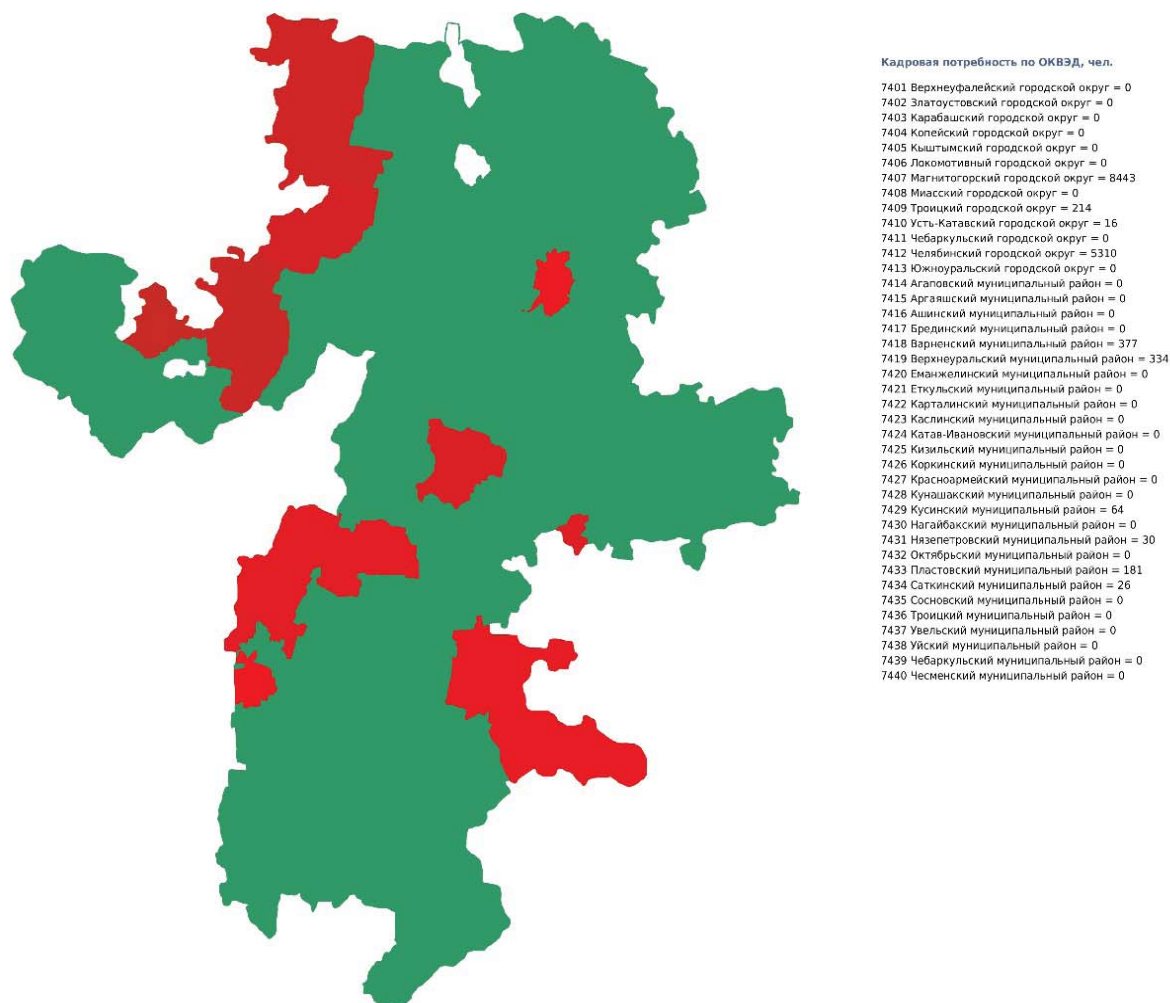 Кадровая потребность по ОКВЭД, чел.
7401 Верхнеуфалейский городской округ = 0
7402 Златоустовский городской округ = 0
7403 Карабашский городской округ = 0
7404 Копейский городской округ = 0
7405 Кыштымский городской округ = 0
7406 Локомотивный городской округ = 0
7407 Магнитогорский городской округ = 8443
7408 Миасский городской округ = 0
7409 Троицкий городской округ = 214
7410 Усть-Катавский городской округ = 16
7411 Чебаркульский городской округ = 0
7412 Челябинский городской округ = 5310
7413 Южноуральский городской округ = 0
7414 Агаповский муниципальный район = 0
7415 Аргаяшский муниципальный район = 0
7416 Ашинский муниципальный район = 0
7417 Брединский муниципальный район = 0
7418 Варненский муниципальный район = 377
7419 Верхнеуральский муниципальный район = 334
7420 Еманжелинский муниципальный район = 0
7421 Еткульский муниципальный район = 0
7422 Карталинский муниципальный район = 0
7423 Каслинский муниципальный район = 0
7424 Катав-Ивановский муниципальный район = 0
7425 Кизильский муниципальный район = 0
7426 Коркинский муниципальный район = 0
7427 Красноармейский муниципальный район = 0
7428 Кунашакский муниципальный район = 0
7429 Кусинский муниципальный район = 64
7430 Нагайбакский муниципальный район = 0
7431 Нязепетровский муниципальный район = 30
7432 Октябрьский муниципальный район = 0
7433 Пластовский муниципальный район = 181
7434 Саткинский муниципальный район = 26
7435 Сосновский муниципальный район = 0
7436 Троицкий муниципальный район = 0
7437 Увельский муниципальный район = 0
7438 Уйский муниципальный район = 0
7439 Чебаркульский муниципальный район = 0
7440 Чесменский муниципальный район = 0